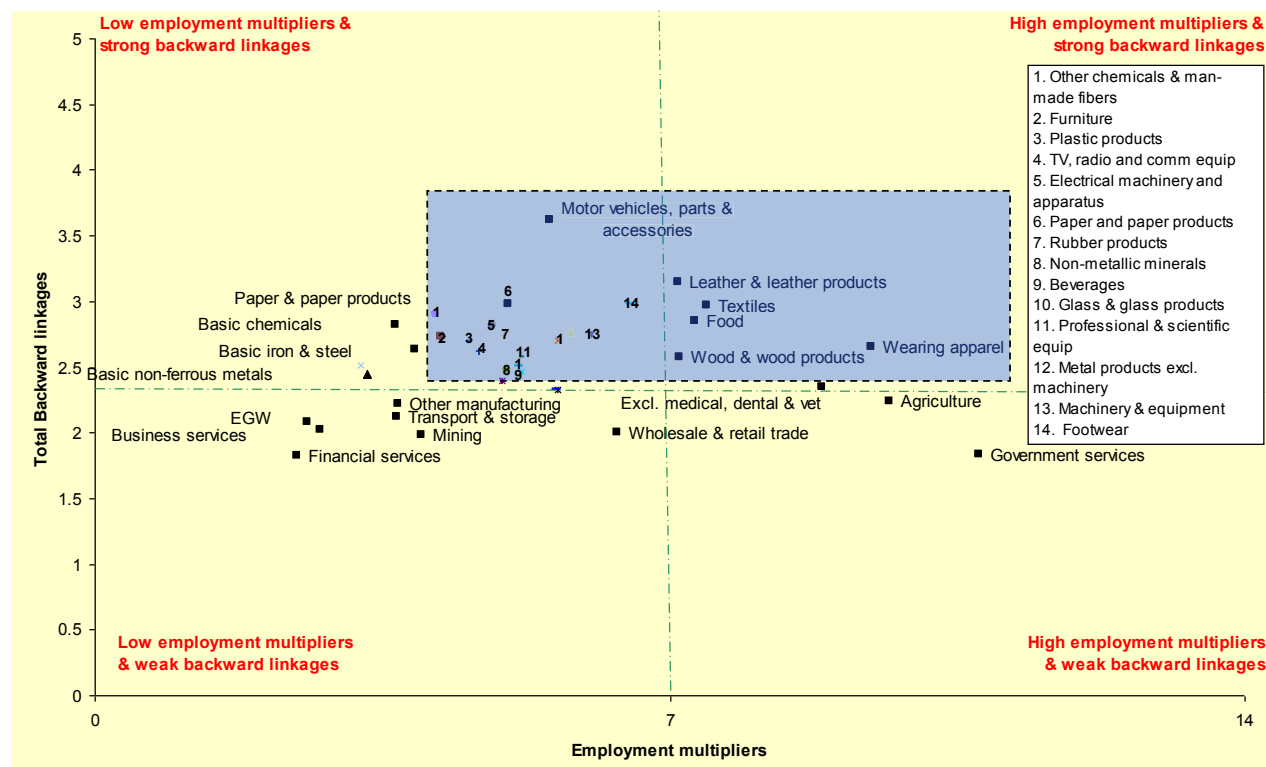 Low employment multipliers &
strong backward linkages
High employment multipliers &
strong backward linkages
5
4.5
4
3.5
3
2.5
2
1.5
1
0.5
0
Total Backward linkages
1. Other chemicals & man-
made fibers
2. Furniture
3. Plastic products
4. TV, radio and comm equip
5. Electrical machinery and
apparatus
6. Paper and paper products
7. Rubber products
8. Non-metallic minerals
9. Beverages
10. Glass & glass products
11. Professional & scientific
equip
12. Metal products excl.
machinery
13. Machinery & equipment
14. Footwear
Motor vehicles, parts &
accessories
Leather & leather products
Textiles
Food
Wood & wood products
Wearing apparel
6
14
1
5
2
3
7
4
1
13
11
1
8
9
Paper & paper products
Basic chemicals
Basic iron & steel
Basic non-ferrous metals
Other manufacturing
Excl. medical, dental & vet
Agriculture
EGW
Transport & storage
Business services
Mining
Wholesale & retail trade
Financial services
Government services
Low employment multipliers
& weak backward linkages
High employment multipliers
& weak backward linkages
0
7
14
Employment multipliers